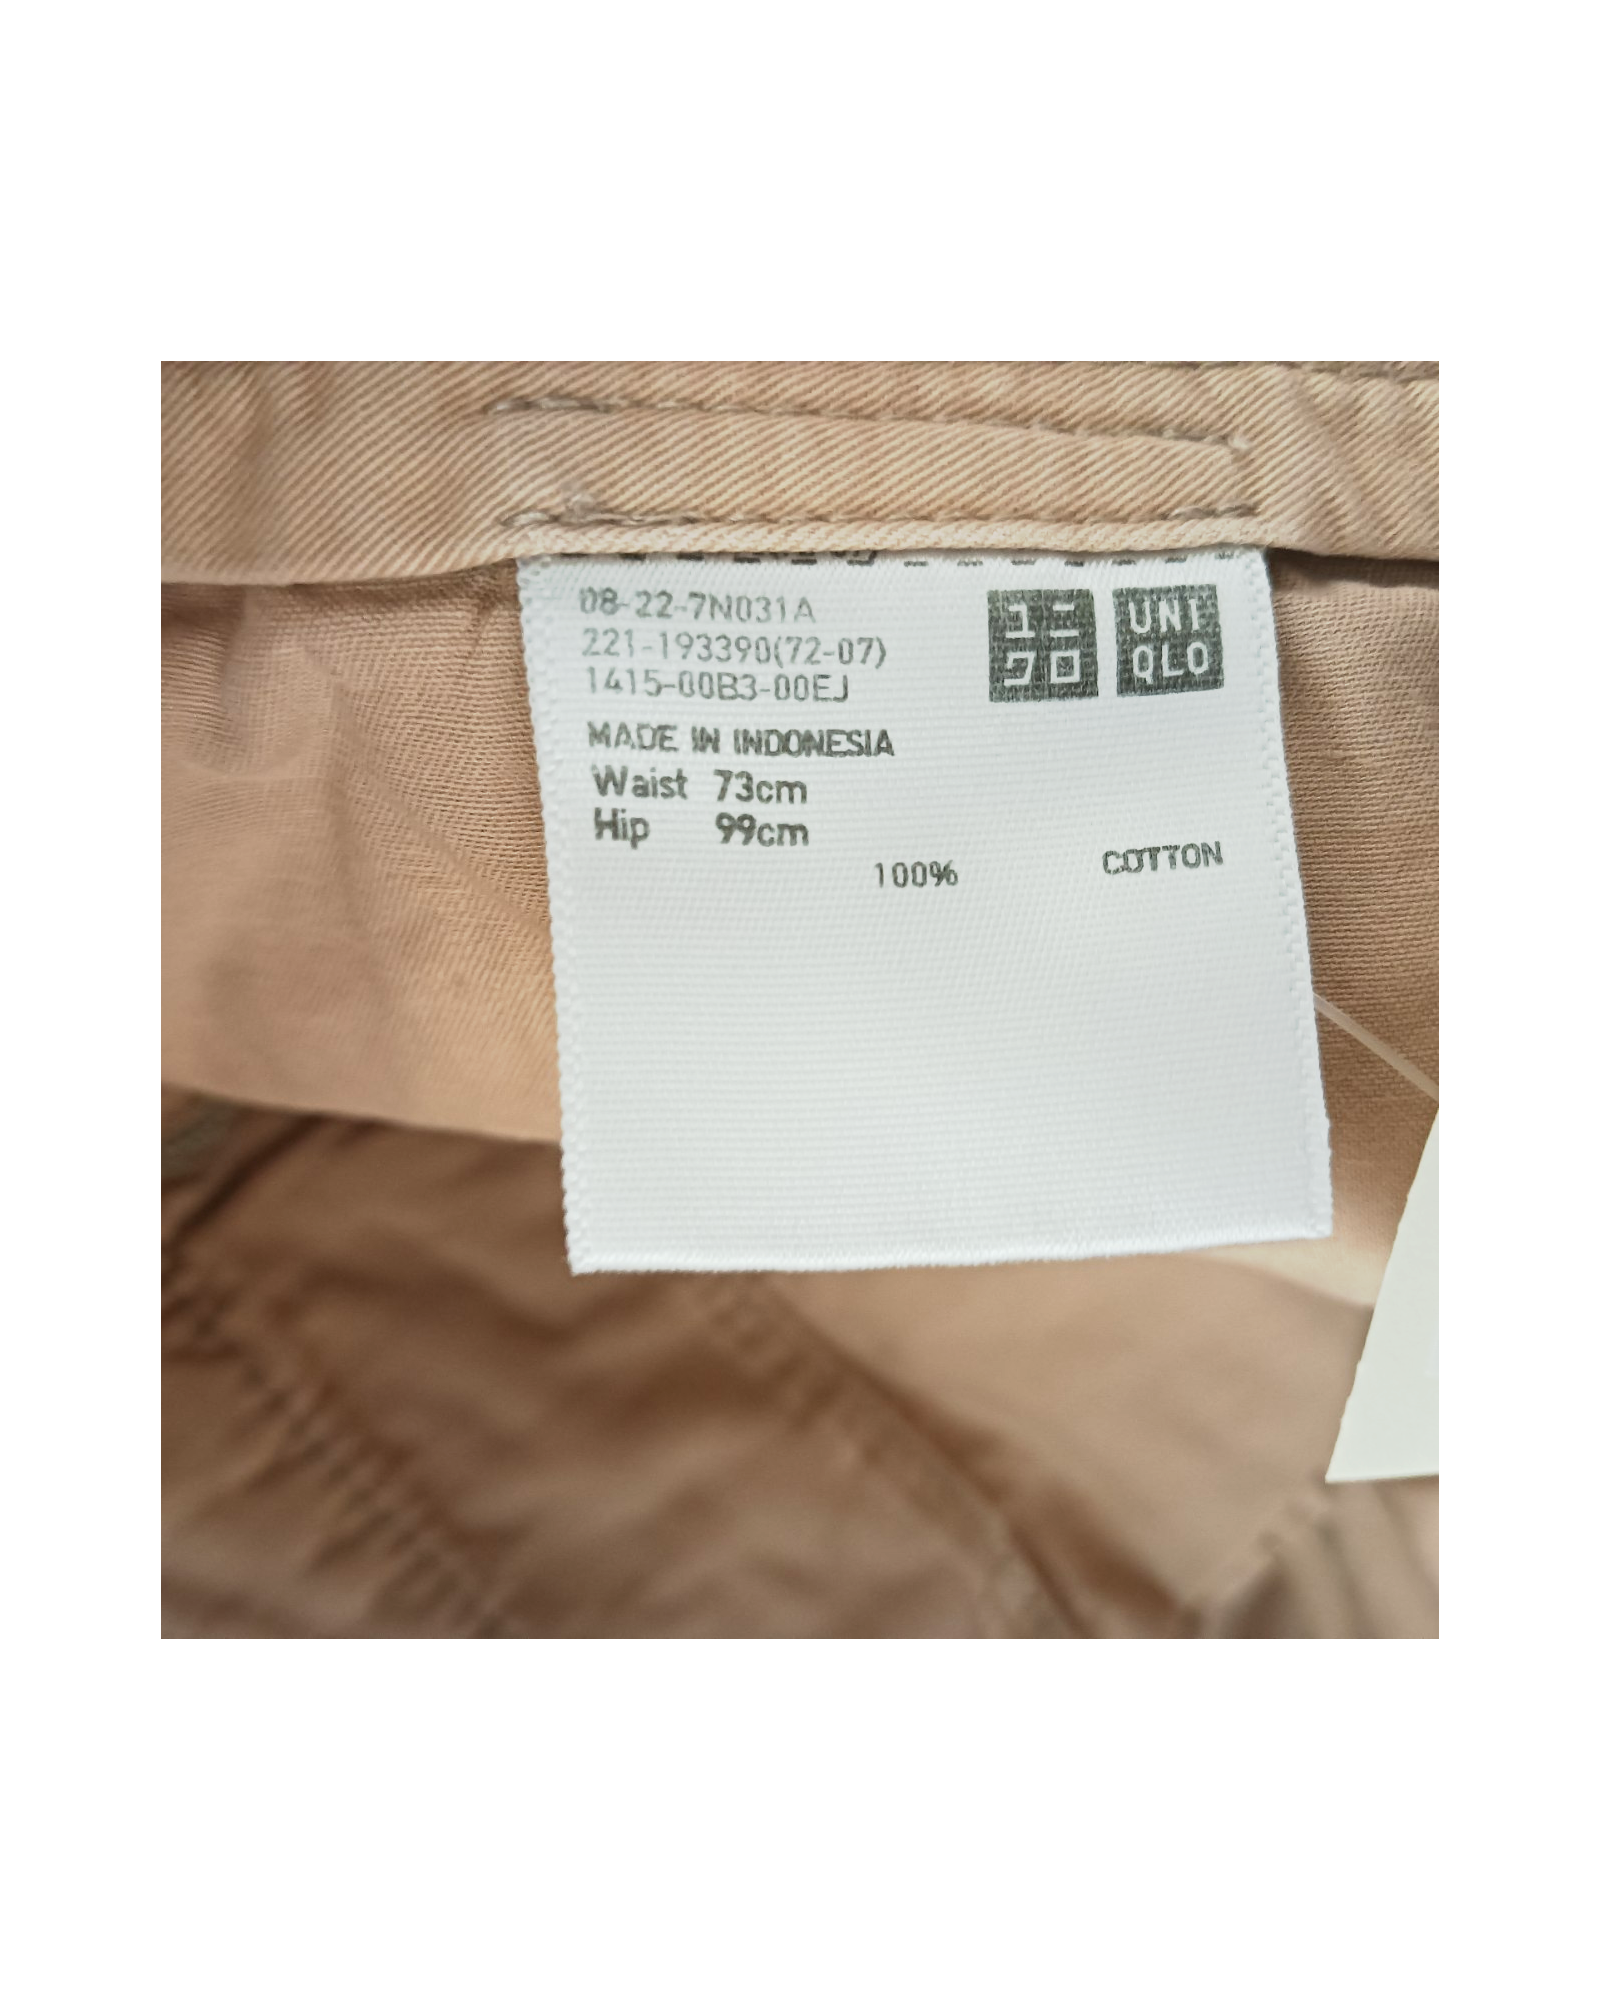 08-22-7N031A
221-193390(72-07)
1415-00B3-00EJ
ユニ
クロ
UNI
QLO
MADE IN INDONESIA
Waist 73cm
Hip 99cm
100% COTTON